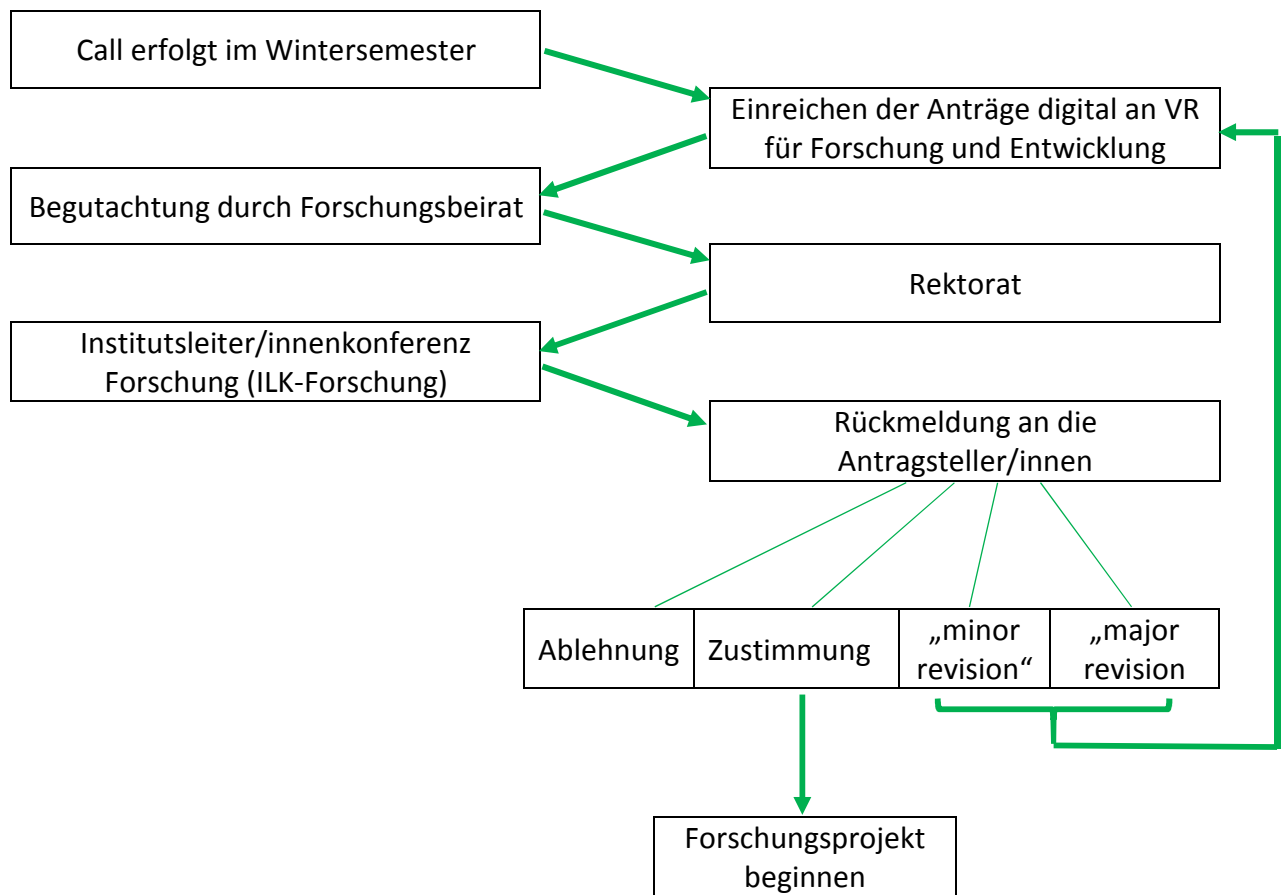 Call erfolgt im Wintersemester
Einreichen der Anträge digital an VR
für Forschung und Entwicklung
Begutachtung durch Forschungsbeirat
Rektorat
Institutsleiter/innenkonferenz
Forschung (ILK-Forschung)
Rückmeldung an die
Antragsteller/innen
Ablehnung
Zustimmung
„minor
revision“
„major
revision
Forschungsprojekt
beginnen